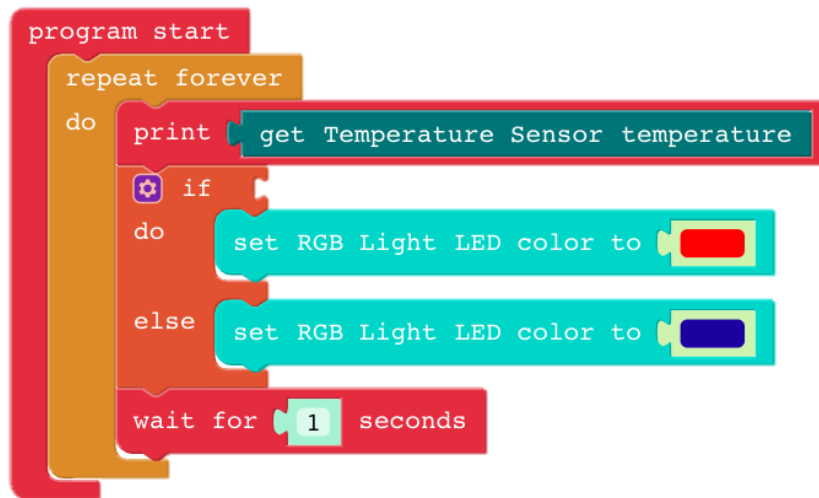 program start
repeat forever
do
print get Temperature Sensor temperature
if
do
set RGB Light LED color to
else
set RGB Light LED color to
wait for 1 seconds